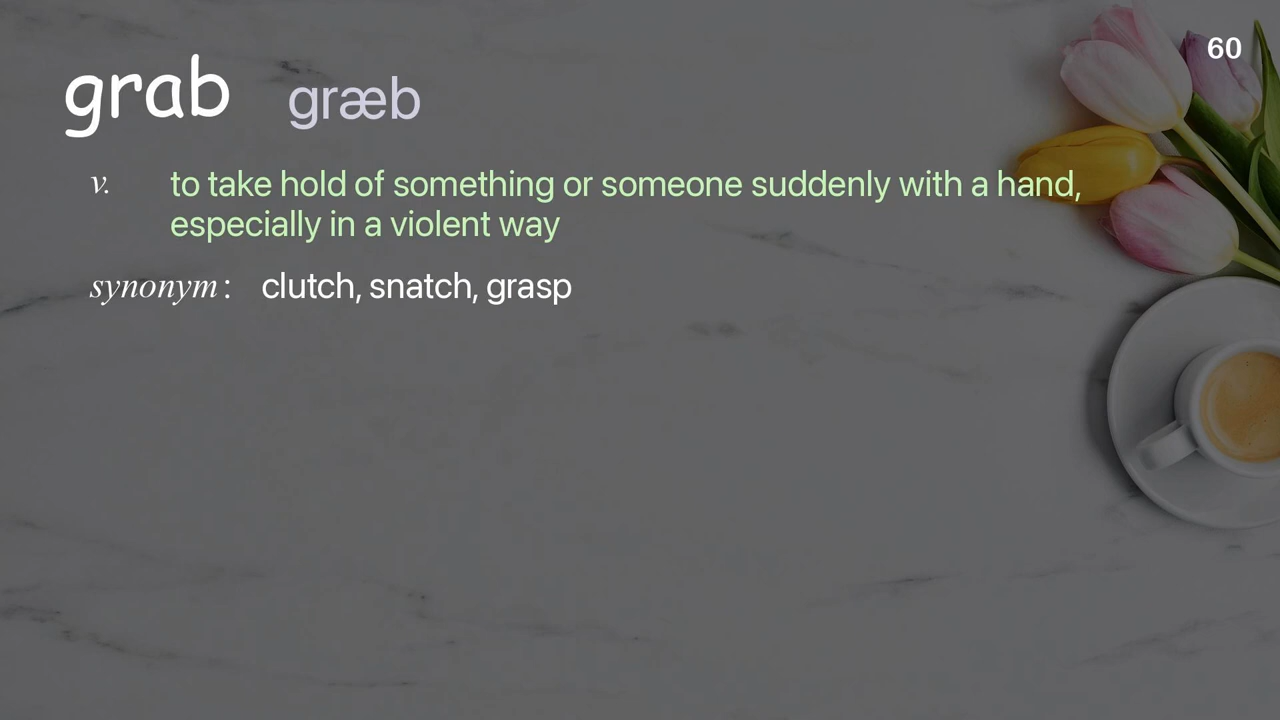 60
grab græb
v. to take hold of something or someone suddenly with a hand,
especially in a violent way
synonym: clutch, snatch, grasp